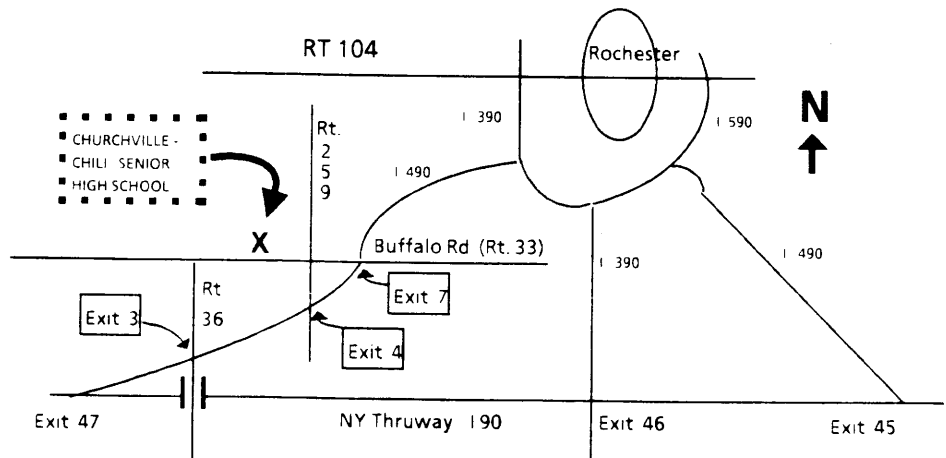 RT 104
Rochester
N
I 390
I 590
CHURCHVILLE -
CHILI SENIOR
HIGH SCHOOL
Rt.
2
5
9
I 490
X
Buffalo Rd (Rt. 33)
I 390
I 490
Rt
36
Exit 7
Exit 3
Exit 4
Exit 47
NY Thruway I 90
Exit 46
Exit 45